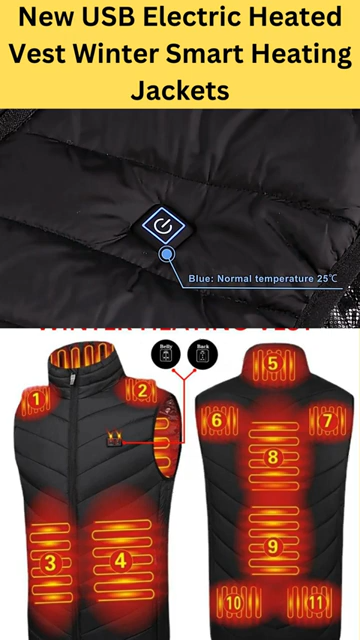 New USB Electric Heated
Vest Winter Smart Heating
Jackets
Blue: Normal temperature 25℃
Belly
Back
1
2
3
4
5
6
7
8
9
10
11